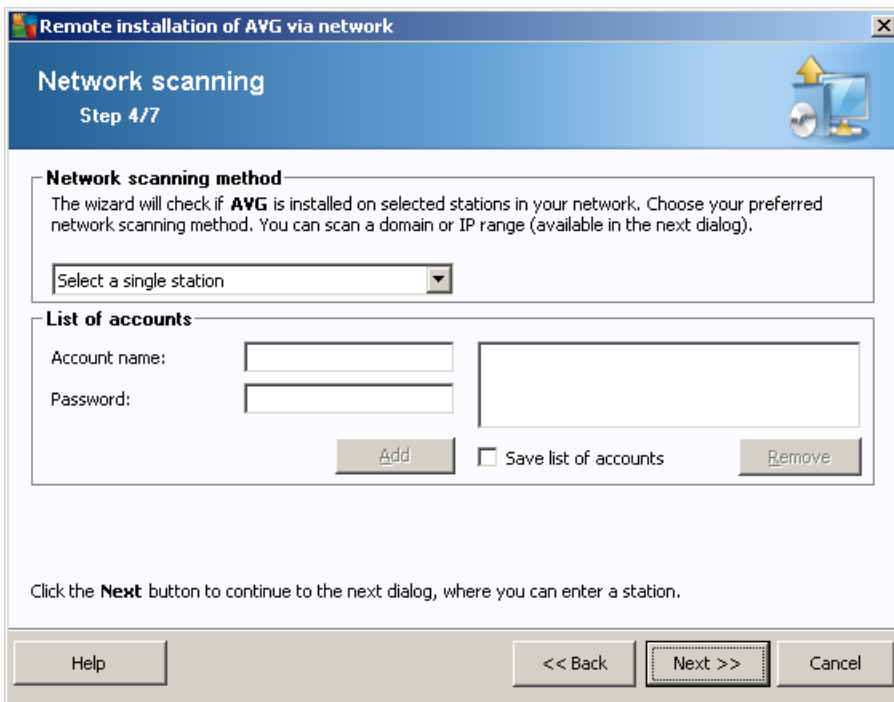 Remote installation of AVG via network
Network scanning
Step 4/7
Network scanning method
The wizard will check if AVG is installed on selected stations in your network. Choose your preferred
network scanning method. You can scan a domain or IP range (available in the next dialog).
Select a single station
List of accounts
Account name:
Password:
Add
Save list of accounts
Remove
Click the Next button to continue to the next dialog, where you can enter a station.
Help
<< Back
Next >>
Cancel